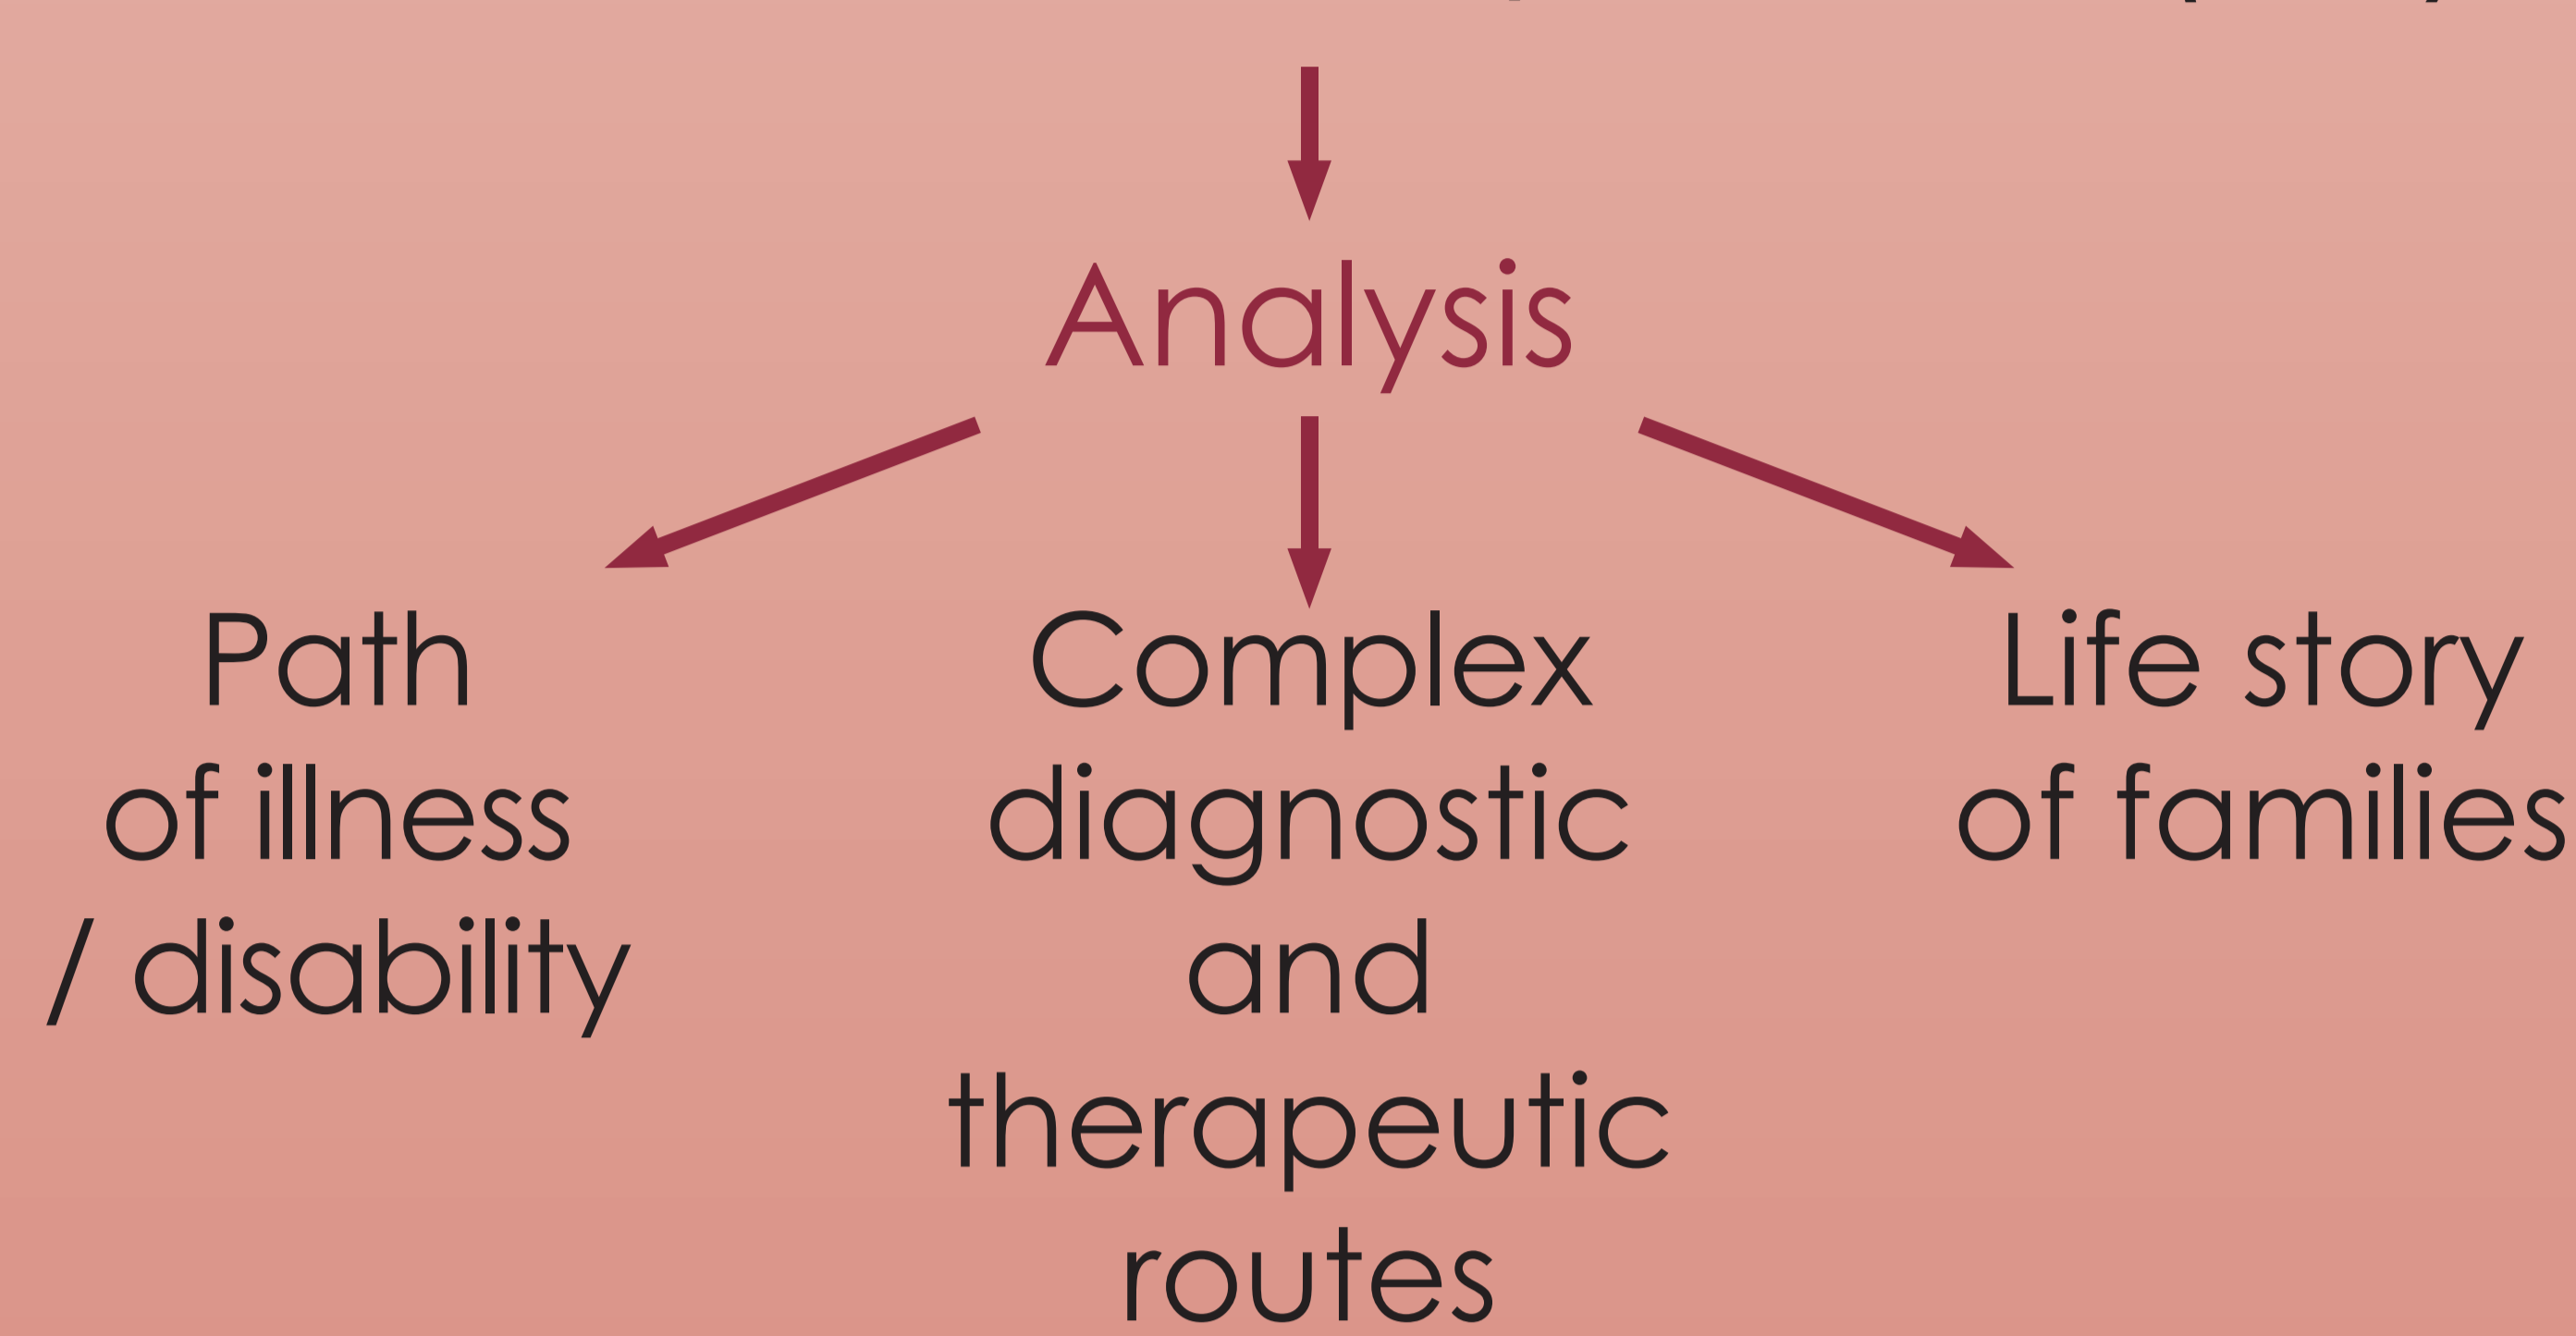 Analysis
Path
of illness
/ disability
Complex
diagnostic
and
therapeutic
routes
Life story
of families